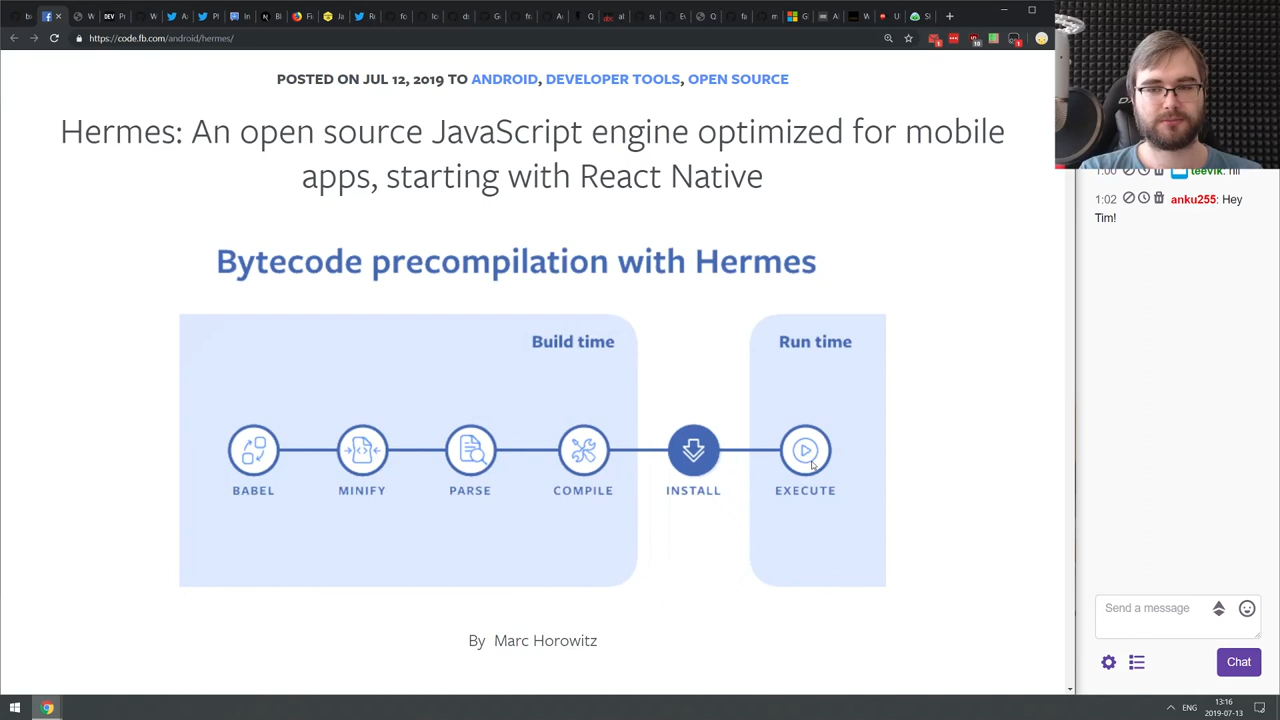 https://code.fb.com/android/hermes/
POSTED ON JUL 12, 2019 TO ANDROID, DEVELOPER TOOLS, OPEN SOURCE
Hermes: An open source JavaScript engine optimized for mobile
apps, starting with React Native
Bytecode precompilation with Hermes
Build time
Run time
BABEL
MINIFY
PARSE
COMPILE
INSTALL
EXECUTE
By Marc Horowitz
1:02 anku255: Hey
Tim!
Send a message
Chat
ENG
13:16
2019-07-13